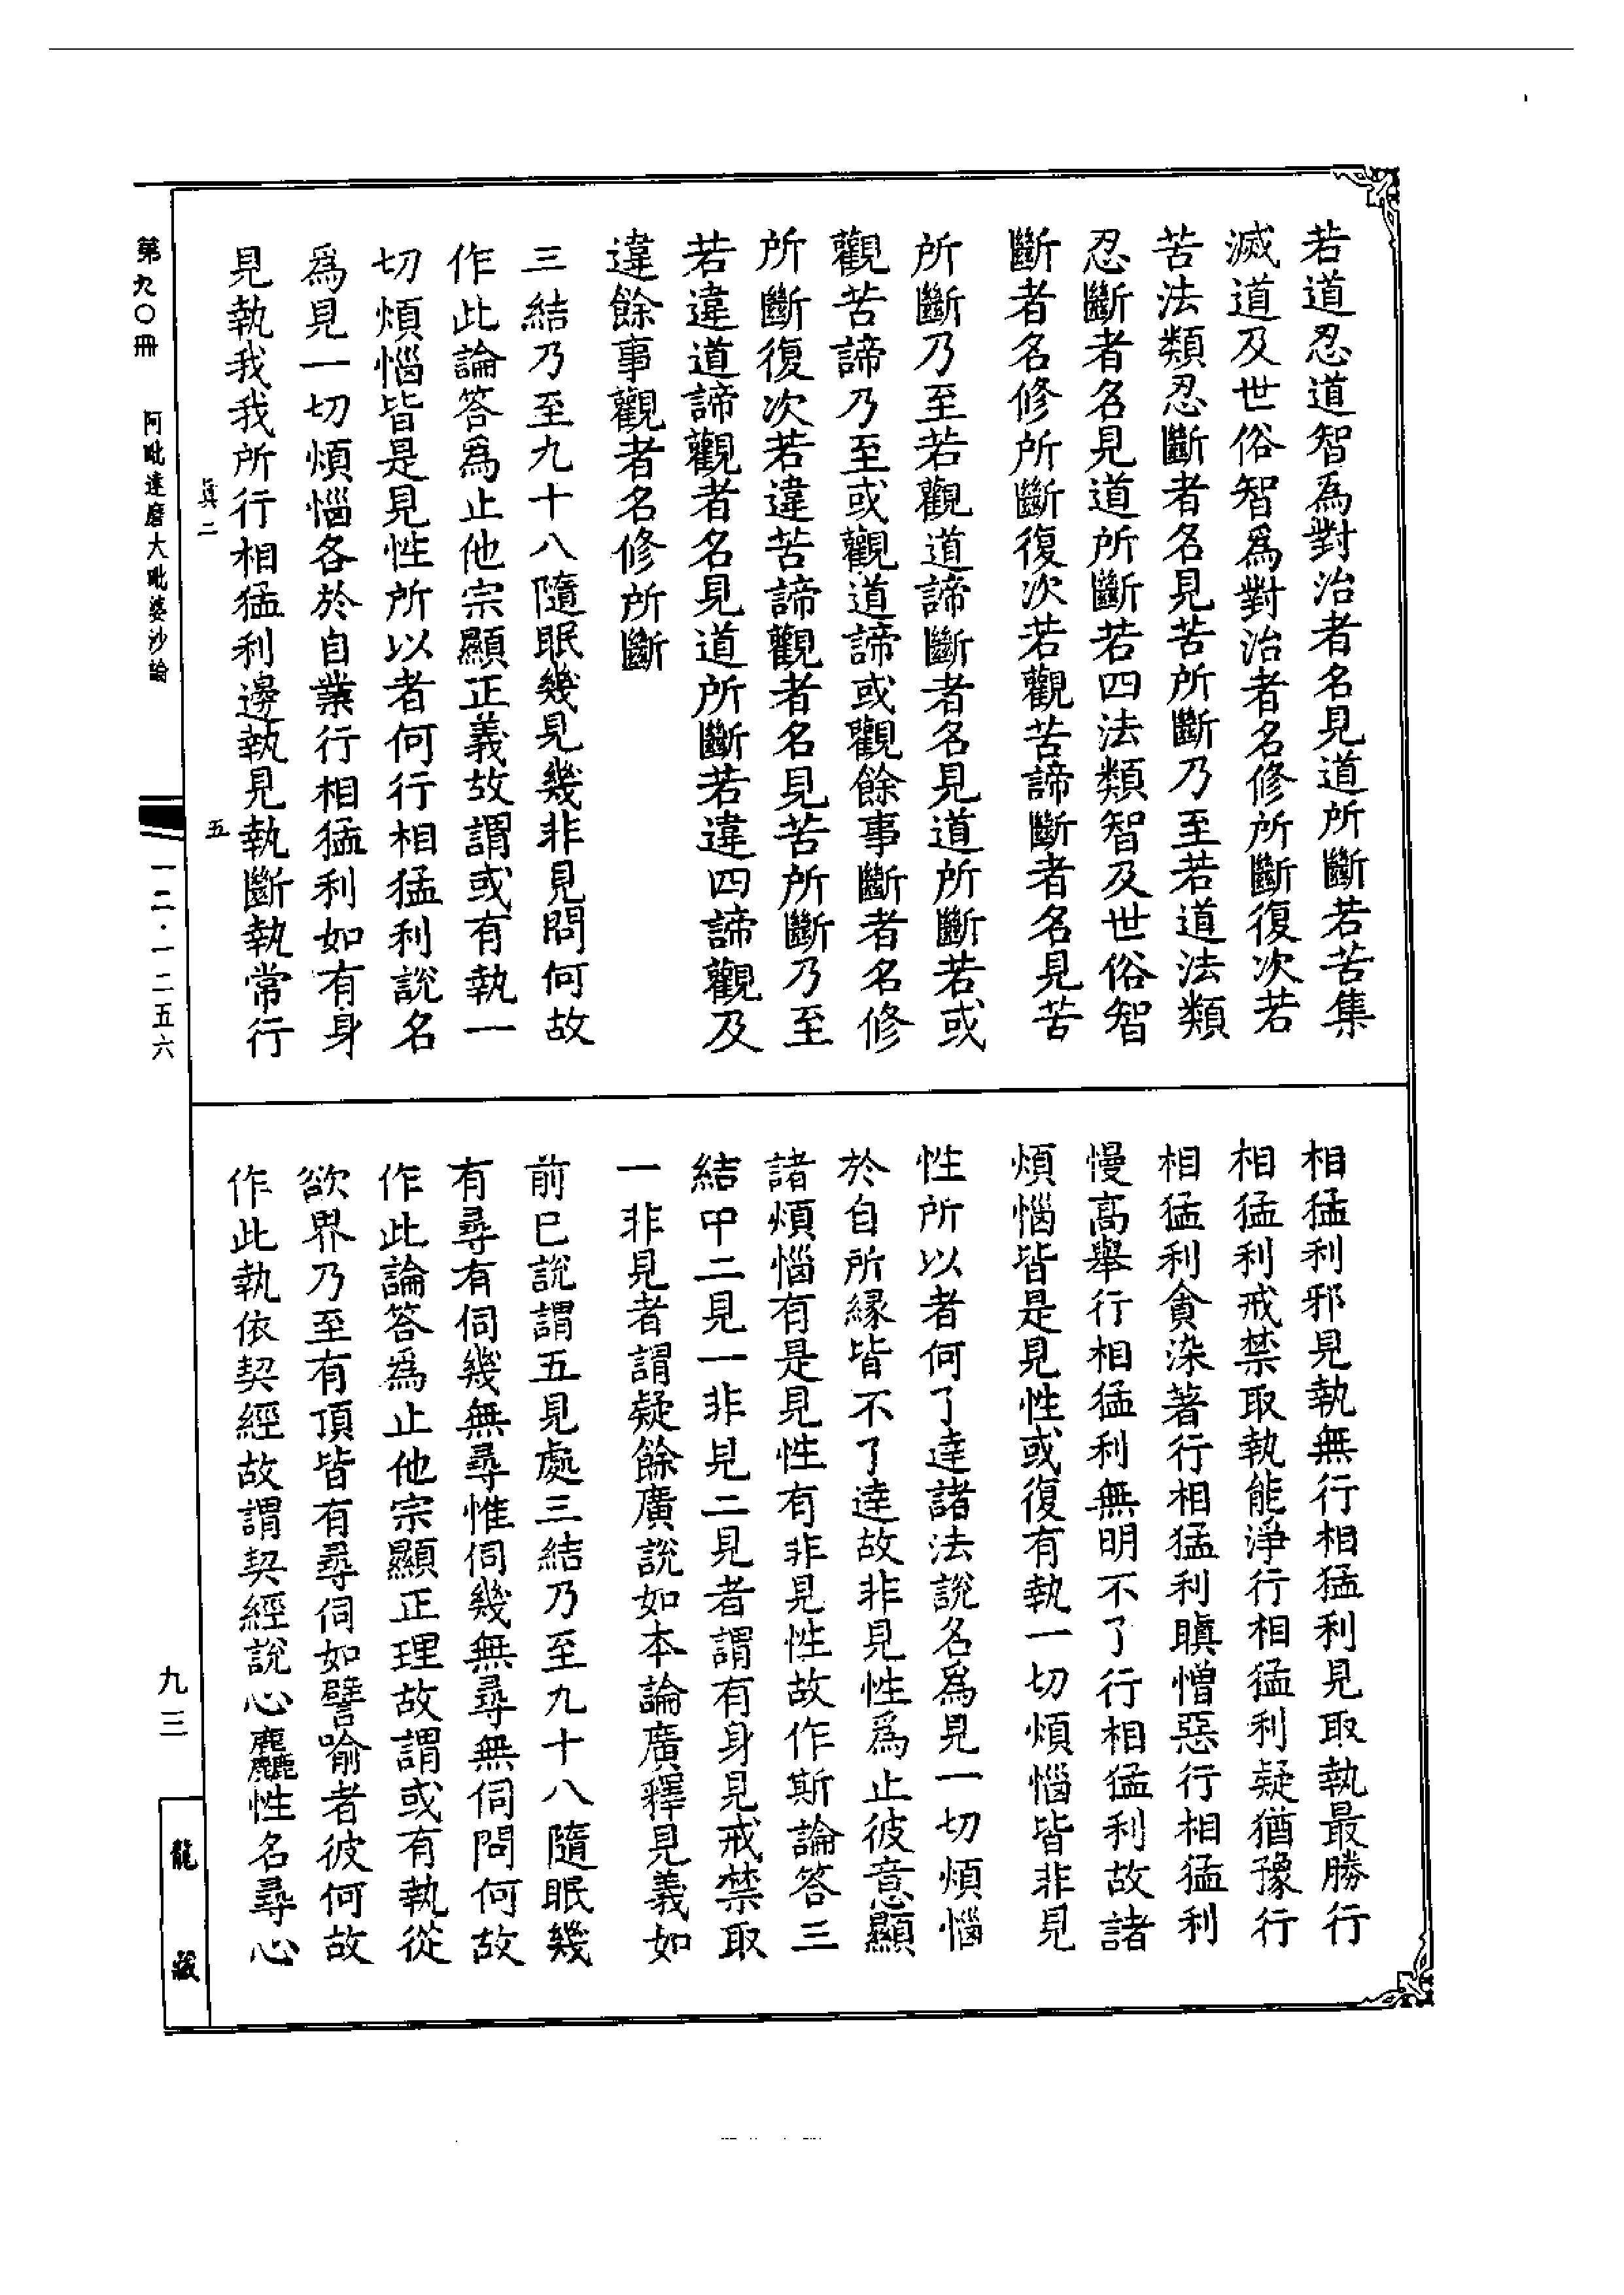 若道忍道智爲對治者名見道所斷若苦集
滅道及世俗智爲對治者名修所斷復次若
苦法類忍斷者名見苦所斷乃至若道法類
忍斷者名見道所斷若四法類智及世俗智
斷者名修所斷復次若觀苦諦斷者名見苦
所斷乃至若觀道諦斷者名見道所斷若或
觀苦諦乃至或觀道諦或觀餘事斷者名修
所斷復次若違苦諦觀者名見苦所斷乃至
若違道諦觀者名見道所斷若違四諦觀及
違餘事觀者名修所斷
三結乃至九十八隨眠幾見幾非見問何故
作此論答爲止他宗顯正義故謂或有執一
切煩惱皆是見性所以者何行相猛利說名
爲見一切煩惱各於自業行相猛利如有身
見執我我所行相猛利邊執見執斷執常行
相猛利邪見執無行相猛利見取執最勝行
相猛利戒禁取執能淨行相猛利疑猶豫行
相猛利貪染著行相猛利瞋憎惡行相猛利
慢高舉行相猛利無明不了行相猛利故諸
煩惱皆是見性或復有執一切煩惱皆非見
性所以者何了達諸法說名爲見一切煩惱
於自所緣皆不了達故非見性爲止彼意顯
諸煩惱有是見性有非見性故作斯論答三
結中二見一非見二見者謂有身見戒禁取
一非見者謂疑餘廣說如本論廣釋見義如
前已說謂五見處三結乃至九十八隨眠幾
有尋有伺幾無尋惟伺幾無尋無伺問何故
作此論答爲止他宗顯正理故謂或有執從
欲界乃至有頂皆有尋伺如譬喻者彼何故
作此執依契經故謂契經說心麤性名尋心
眞二
五
第九〇冊
阿毗達磨大毗婆沙論
一二·一二五六
九三
龍藏